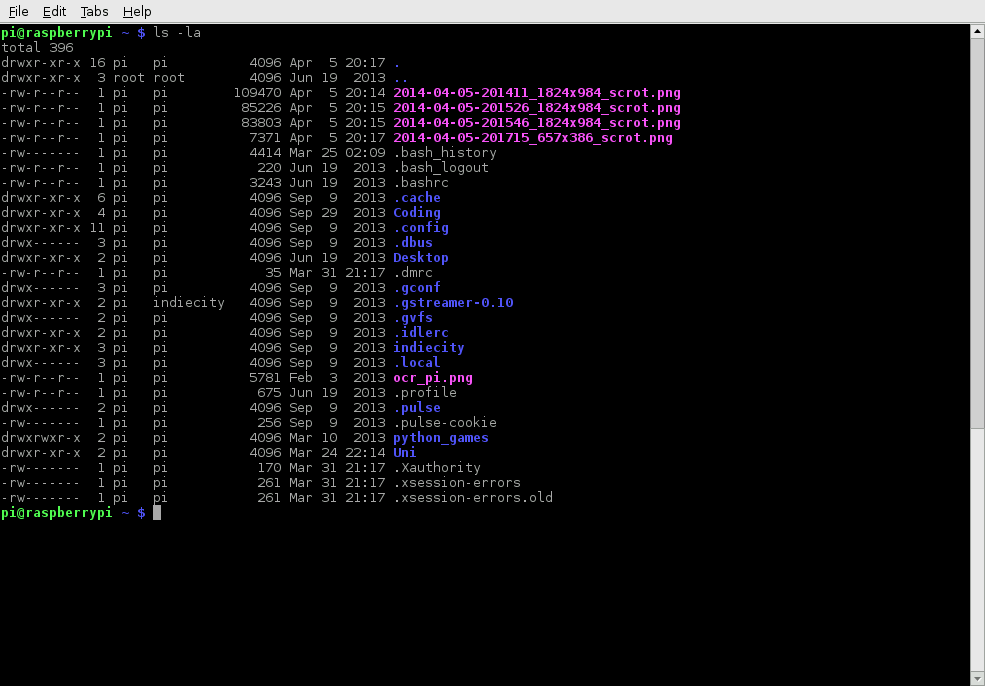 File Edit Tabs Help
pi@raspberrypi ~ $ ls -la
total 396
drwxr-xr-x 16 pi   pi          4096 Apr  5 20:17 .
drwxr-xr-x  3 root root        4096 Jun 19  2013 ..
-rw-r--r--  1 pi   pi        109470 Apr  5 20:14 2014-04-05-201411_1824x984_scrot.png
-rw-r--r--  1 pi   pi         85226 Apr  5 20:15 2014-04-05-201526_1824x984_scrot.png
-rw-r--r--  1 pi   pi         83803 Apr  5 20:15 2014-04-05-201546_1824x984_scrot.png
-rw-r--r--  1 pi   pi          7371 Apr  5 20:17 2014-04-05-201715_657x386_scrot.png
-rw-------  1 pi   pi          4414 Mar 25 02:09 .bash_history
-rw-r--r--  1 pi   pi           220 Jun 19  2013 .bash_logout
-rw-r--r--  1 pi   pi          3243 Jun 19  2013 .bashrc
drwxr-xr-x  6 pi   pi          4096 Sep  9  2013 .cache
drwxr-xr-x  4 pi   pi          4096 Sep 29  2013 Coding
drwxr-xr-x 11 pi   pi          4096 Sep  9  2013 .config
drwx------  3 pi   pi          4096 Sep  9  2013 .dbus
drwxr-xr-x  2 pi   pi          4096 Jun 19  2013 Desktop
-rw-r--r--  1 pi   pi            35 Mar 31 21:17 .dmrc
drwx------  3 pi   pi          4096 Sep  9  2013 .gconf
drwxr-xr-x  2 pi   indiecity   4096 Sep  9  2013 .gstreamer-0.10
drwx------  2 pi   pi          4096 Sep  9  2013 .gvfs
drwxr-xr-x  2 pi   pi          4096 Sep  9  2013 .idlerc
drwxr-xr-x  3 pi   pi          4096 Sep  9  2013 indiecity
drwx------  3 pi   pi          4096 Sep  9  2013 .local
-rw-r--r--  1 pi   pi          5781 Feb  3  2013 ocr_pi.png
-rw-r--r--  1 pi   pi           675 Jun 19  2013 .profile
drwx------  2 pi   pi          4096 Sep  9  2013 .pulse
-rw-------  1 pi   pi           256 Sep  9  2013 .pulse-cookie
drwxrwxr-x  2 pi   pi          4096 Mar 10  2013 python_games
drwxr-xr-x  2 pi   pi          4096 Mar 24 22:14 Uni
-rw-------  1 pi   pi           170 Mar 31 21:17 .Xauthority
-rw-------  1 pi   pi           261 Mar 31 21:17 .xsession-errors
-rw-------  1 pi   pi           261 Mar 31 21:17 .xsession-errors.old
pi@raspberrypi ~ $